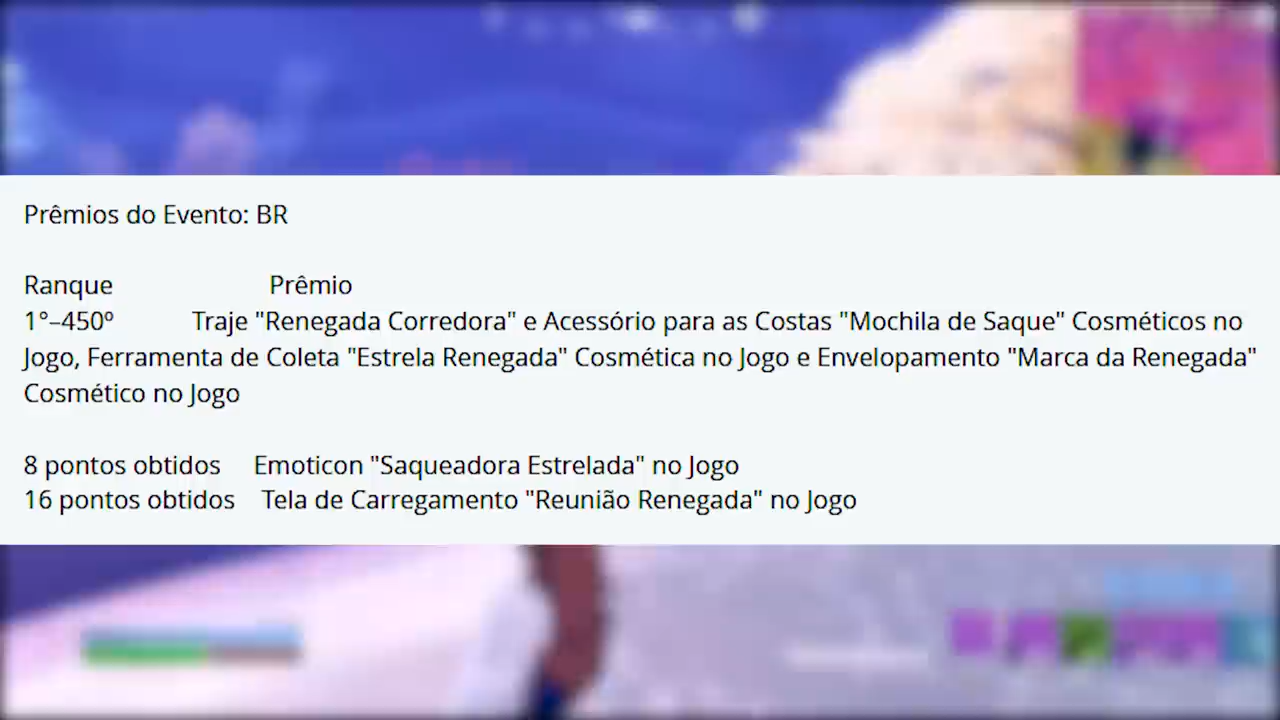 Prêmios do Evento: BR
Ranque Prêmio
1°–450º Traje "Renegada Corredora" e Acessório para as Costas "Mochila de Saque" Cosméticos no
Jogo, Ferramenta de Coleta "Estrela Renegada" Cosmética no Jogo e Envelopamento "Marca da Renegada"
Cosmético no Jogo
8 pontos obtidos Emoticon "Saqueadora Estrelada" no Jogo
16 pontos obtidos Tela de Carregamento "Reunião Renegada" no Jogo